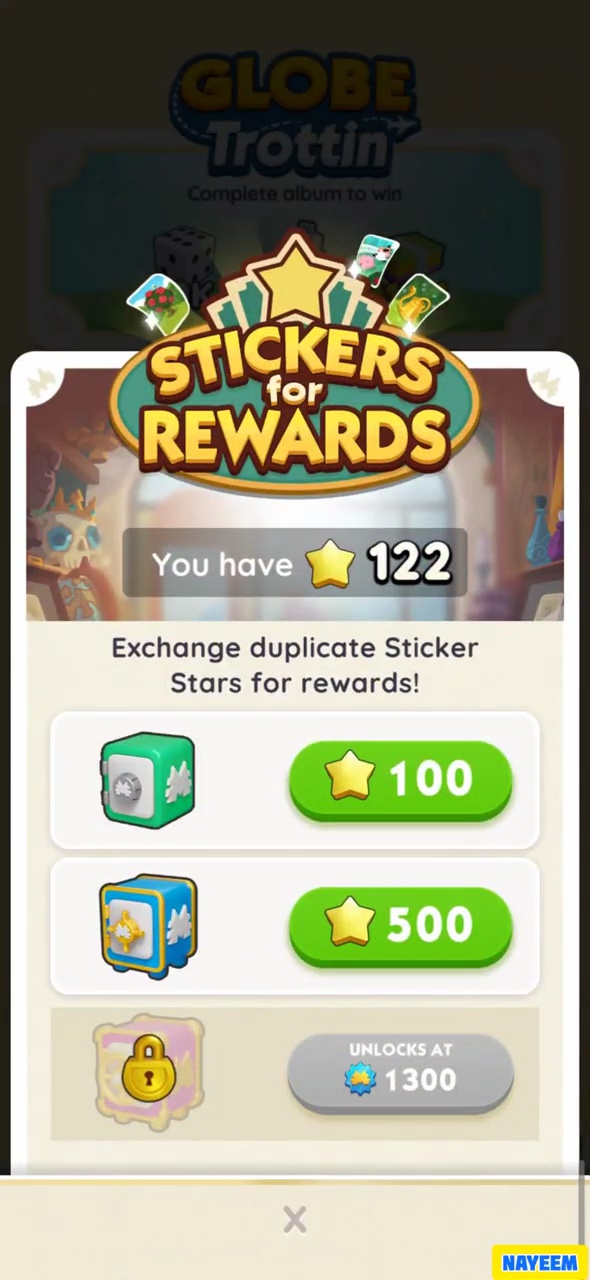 GLOBE
Trottin'
Complete album to win
STICKERS
for
REWARDS
You have 122
Exchange duplicate Sticker
Stars for rewards!
100
500
UNLOCKS AT
1300
X
NAYEEM